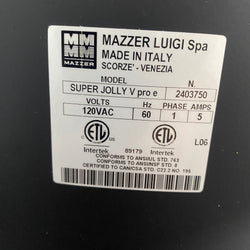 MAZZER LUIGI Spa
MADE IN ITALY
SCORZE' - VENEZIA
MAZZER
MODEL N.
SUPER JOLLY V pro e 2403750
VOLTS Hz PHASE AMPS
120VAC 60 1 5
ETL ETL
L06
Intertek 89179 Intertek
CONFORMS TO ANSI/UL STD. 763
CONFORMS TO ANSI/NSF STD. 8
CERTIFIED TO CAN/CSA STD. C22.2 NO. 195